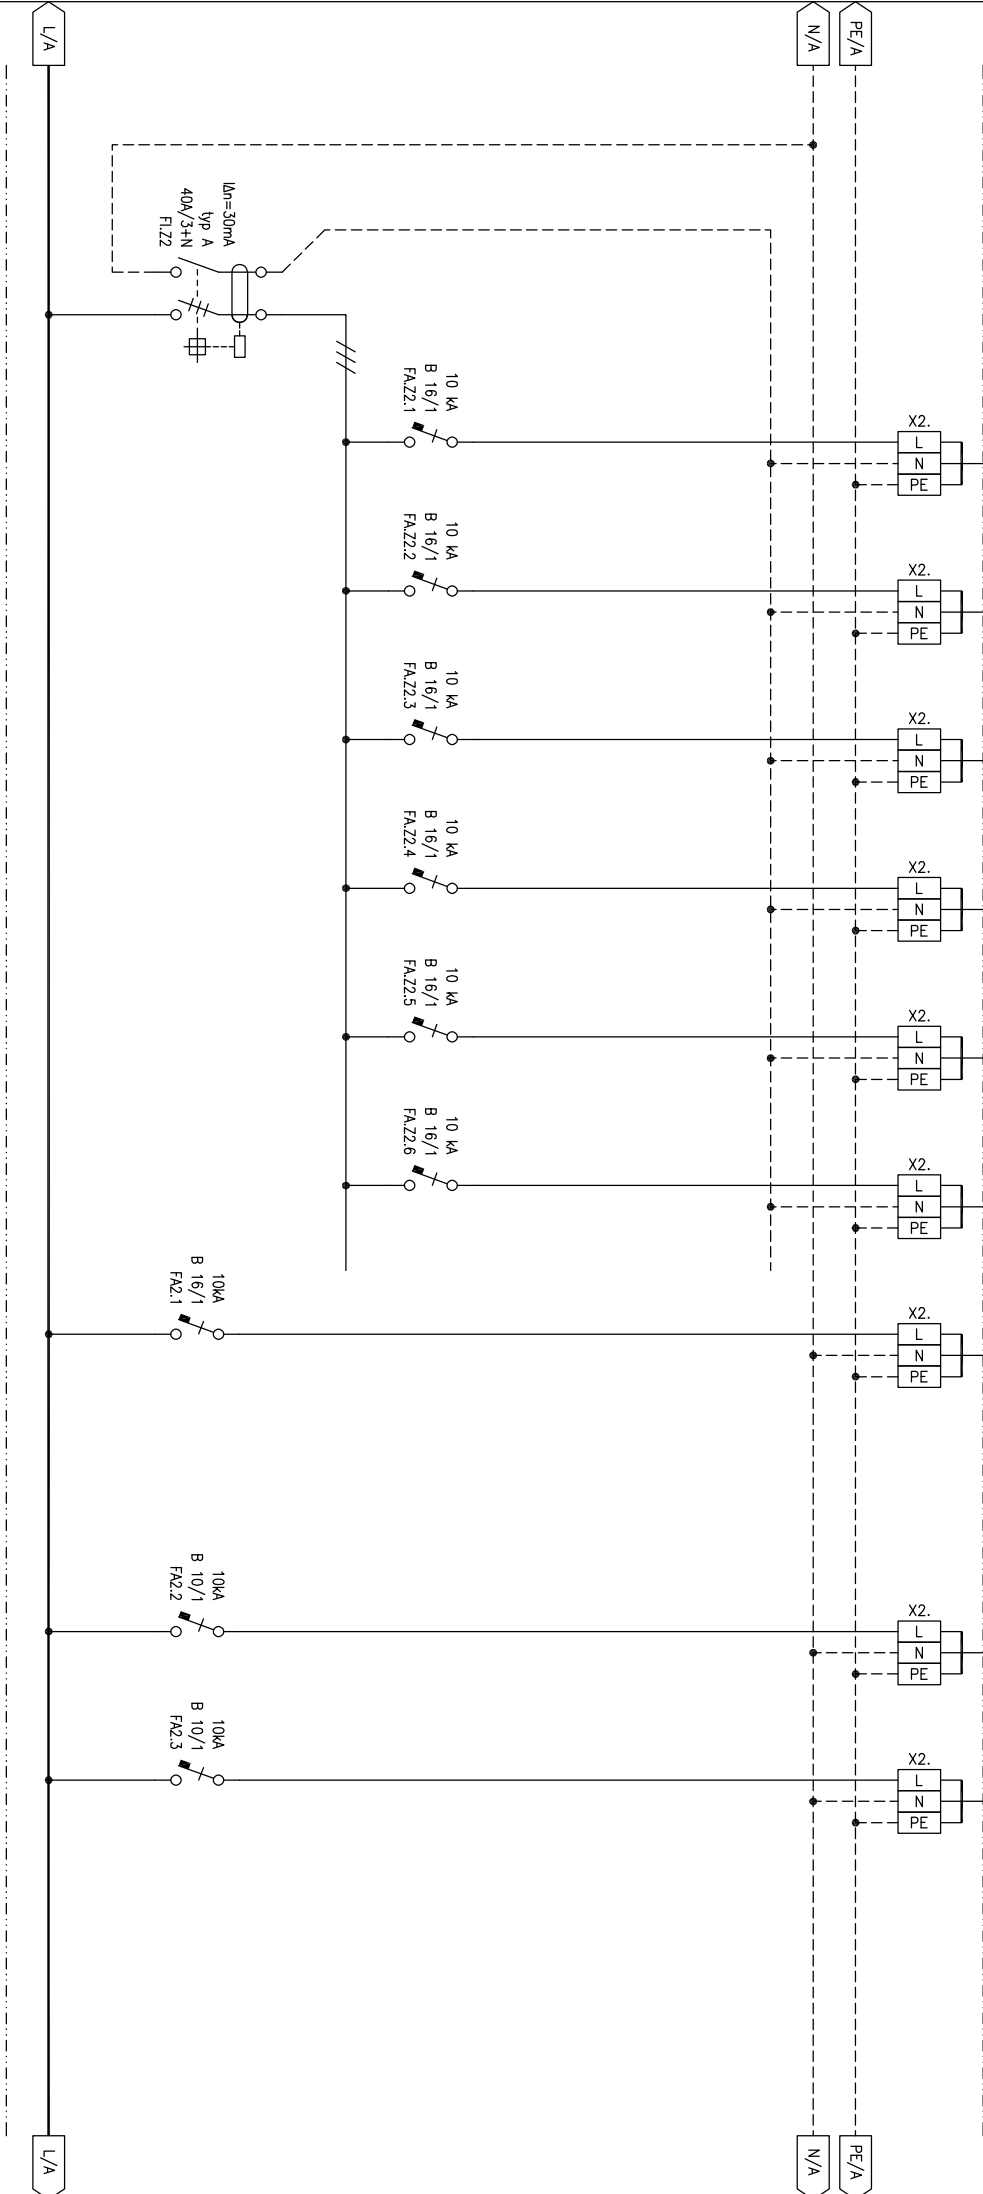 L/A
N/A
PE/A
IΔn=30mA
typ A
40A/3+N
FI.Z2
10 kA
B 16/1
FA.Z2.1
X2.
L
N
PE
10 kA
B 16/1
FA.Z2.2
X2.
L
N
PE
10 kA
B 16/1
FA.Z2.3
X2.
L
N
PE
10 kA
B 16/1
FA.Z2.4
X2.
L
N
PE
10 kA
B 16/1
FA.Z2.5
X2.
L
N
PE
10 kA
B 16/1
FA.Z2.6
X2.
L
N
PE
10kA
B 16/1
FA2.1
X2.
L
N
PE
10kA
B 10/1
FA2.2
X2.
L
N
PE
10kA
B 10/1
FA2.3
X2.
L
N
PE
L/A
N/A
PE/A